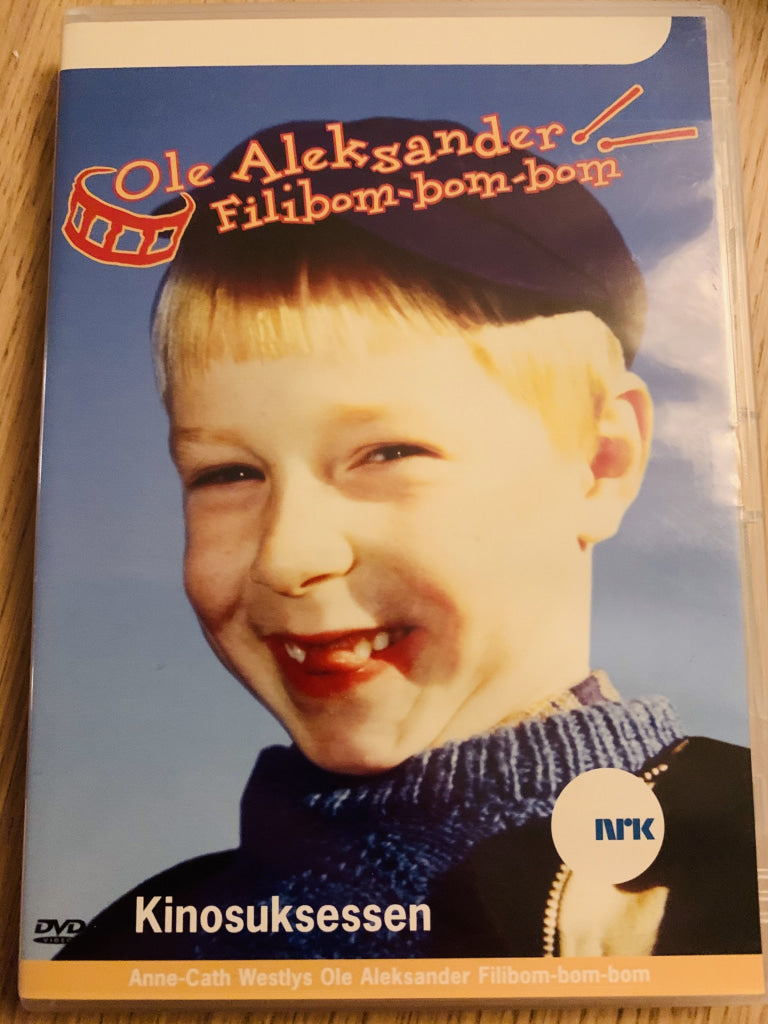 Ole Aleksander
Filibom-bom-bom
NRK
Kinosuksessen
DVD
VIDEO
Anne-Cath Westlys Ole Aleksander Filibom-bom-bom